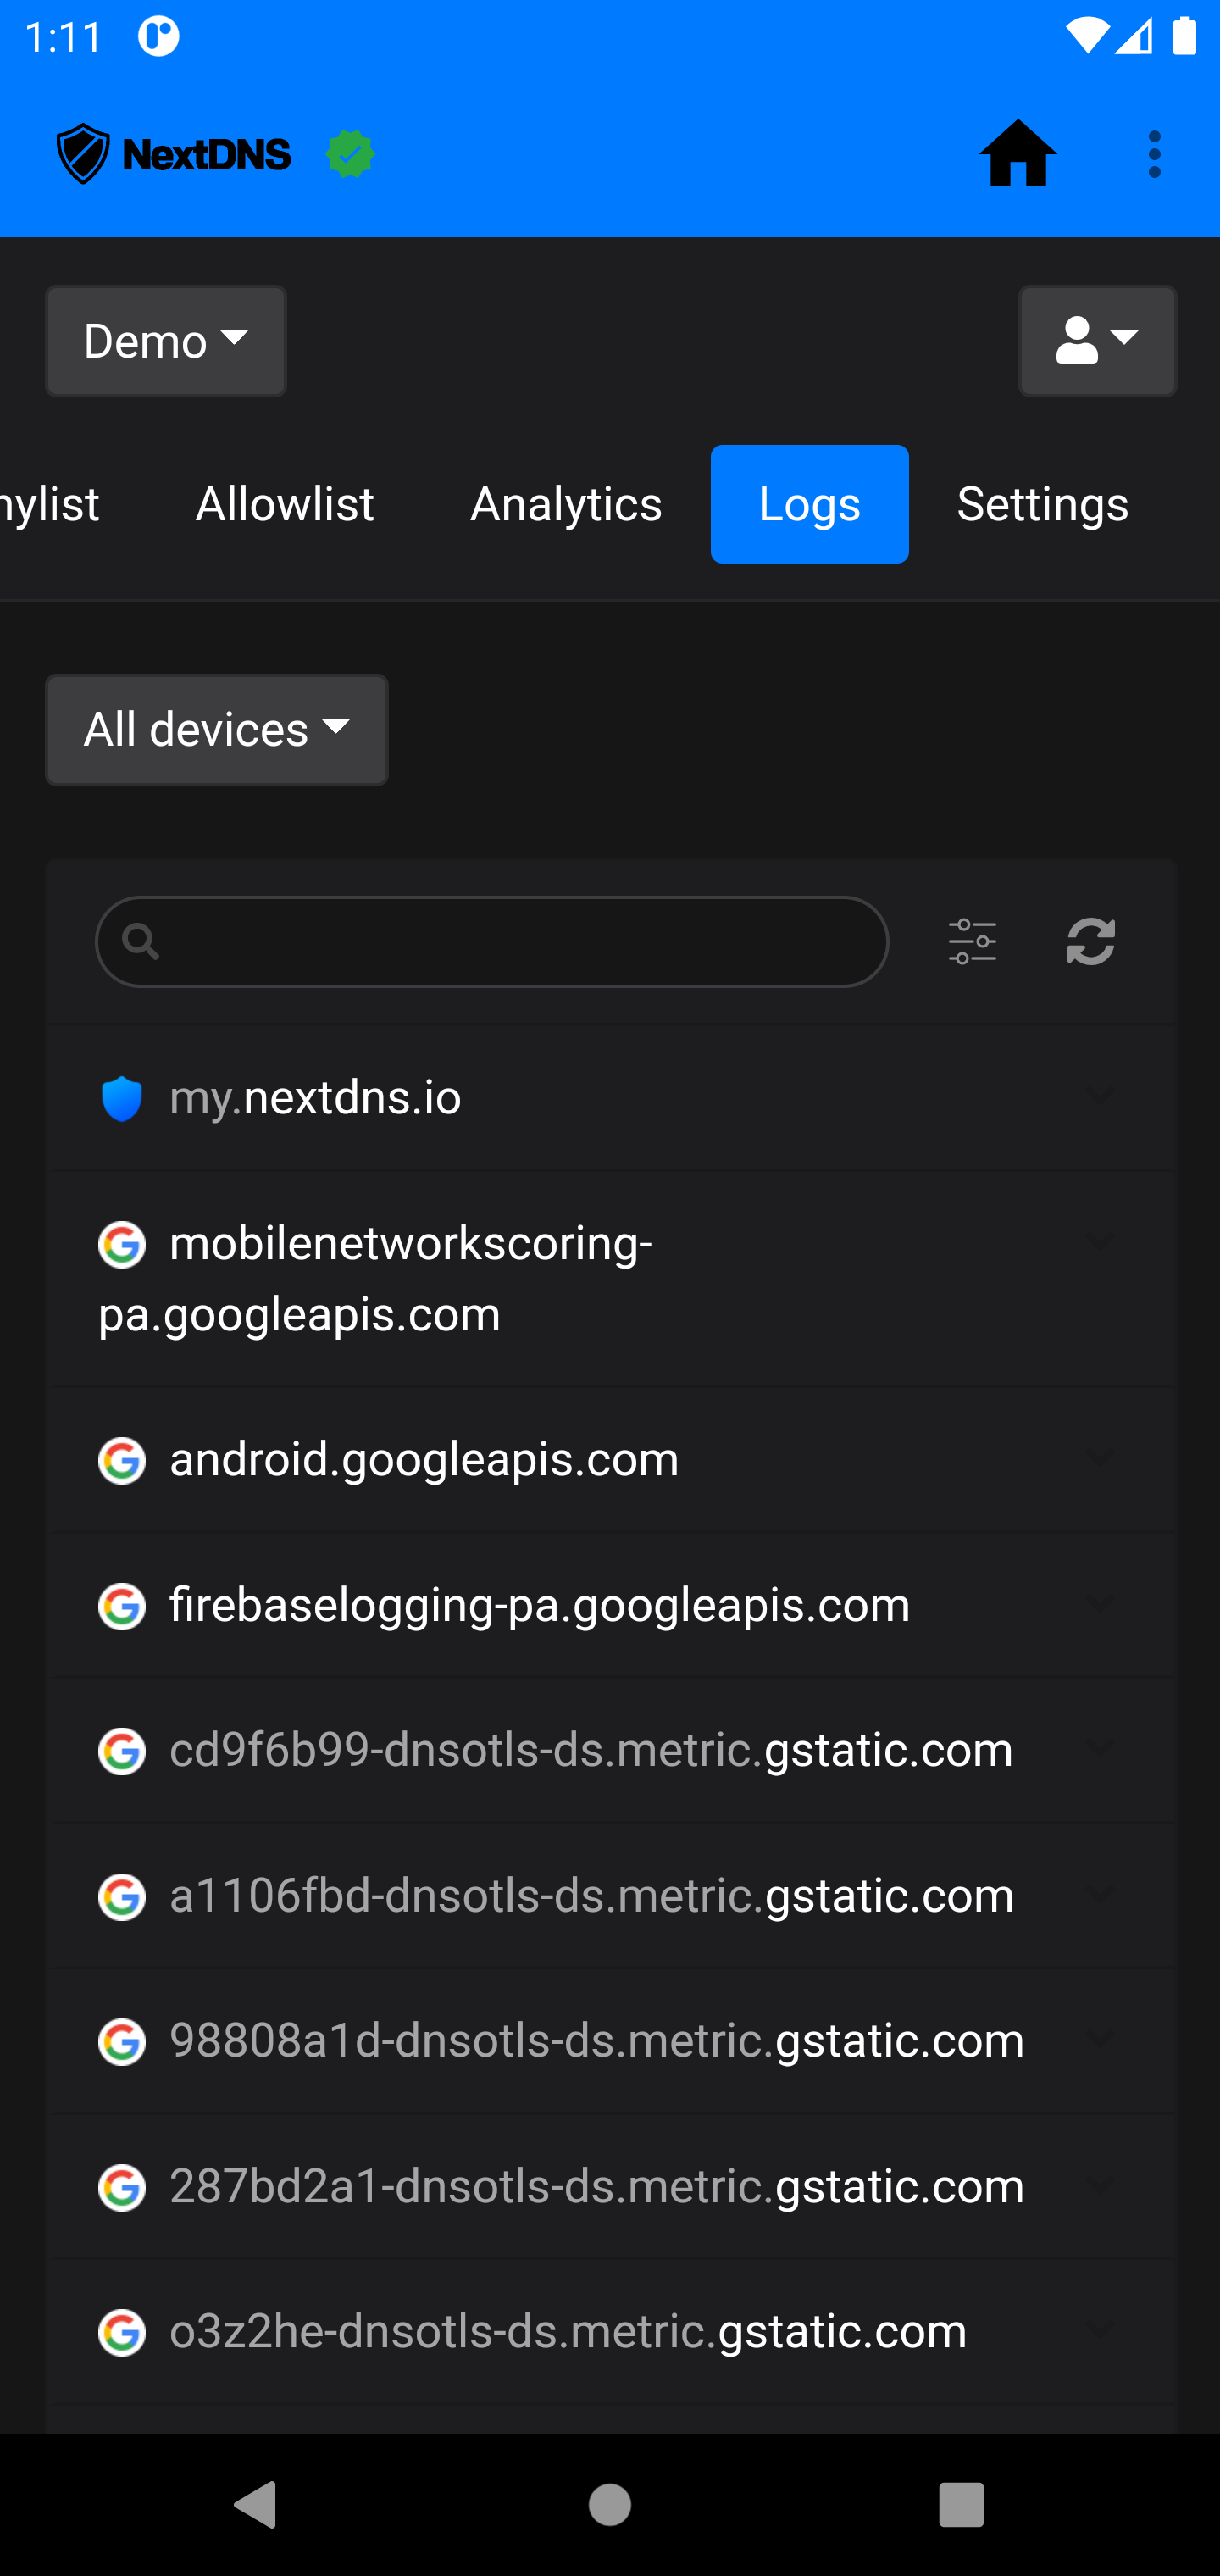 1:11
NextDNS
Demo
nylist Allowlist Analytics Logs Settings
All devices
my.nextdns.io
mobilenetworkscoring-
pa.googleapis.com
android.googleapis.com
firebaselogging-pa.googleapis.com
cd9f6b99-dnsotls-ds.metric.gstatic.com
a1106fbd-dnsotls-ds.metric.gstatic.com
98808a1d-dnsotls-ds.metric.gstatic.com
287bd2a1-dnsotls-ds.metric.gstatic.com
o3z2he-dnsotls-ds.metric.gstatic.com